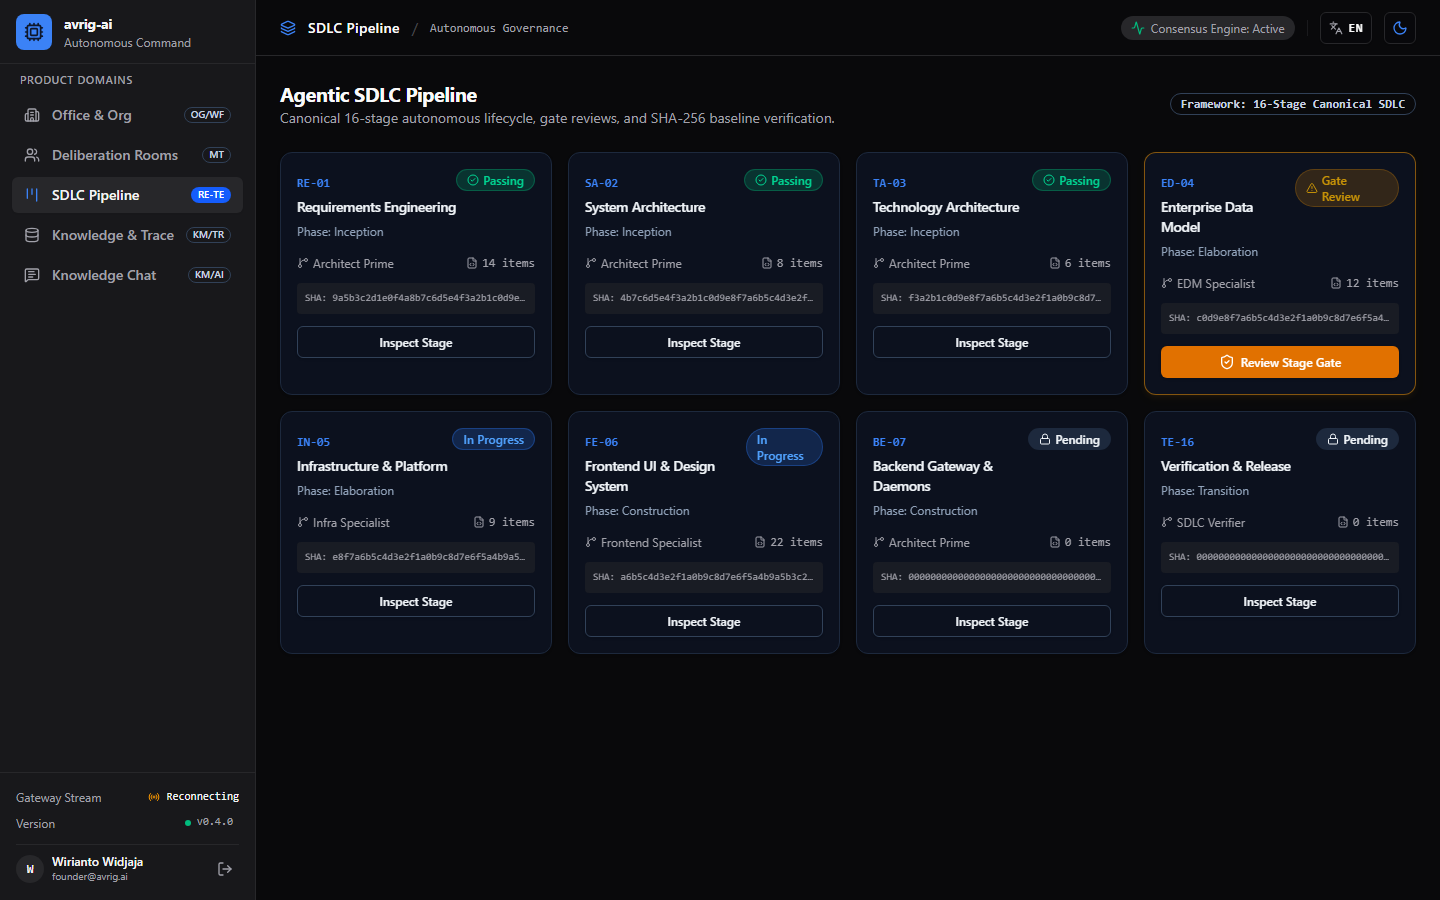 avrig-ai
Autonomous Command
PRODUCT DOMAINS
Office & Org OG/WF
Deliberation Rooms MT
SDLC Pipeline RE-TE
Knowledge & Trace KM/TR
Knowledge Chat KM/AI
Gateway Stream Reconnecting
Version v0.4.0
W
Wirianto Widjaja
founder@avrig.ai
SDLC Pipeline / Autonomous Governance
Consensus Engine: Active
EN
Agentic SDLC Pipeline
Canonical 16-stage autonomous lifecycle, gate reviews, and SHA-256 baseline verification.
Framework: 16-Stage Canonical SDLC
RE-01 Passing
Requirements Engineering
Phase: Inception
Architect Prime 14 items
SHA: 9a5b3c2d1e0f4a8b7c6d5e4f3a2b1c0d9e…
Inspect Stage
SA-02 Passing
System Architecture
Phase: Inception
Architect Prime 8 items
SHA: 4b7c6d5e4f3a2b1c0d9e8f7a6b5c4d3e2f…
Inspect Stage
TA-03 Passing
Technology Architecture
Phase: Inception
Architect Prime 6 items
SHA: f3a2b1c0d9e8f7a6b5c4d3e2f1a0b9c8d7…
Inspect Stage
ED-04
Gate
Review
Enterprise Data
Model
Phase: Elaboration
EDM Specialist 12 items
SHA: c0d9e8f7a6b5c4d3e2f1a0b9c8d7e6f5a4…
Review Stage Gate
IN-05 In Progress
Infrastructure & Platform
Phase: Elaboration
Infra Specialist 9 items
SHA: e8f7a6b5c4d3e2f1a0b9c8d7e6f5a4b9a5…
Inspect Stage
FE-06
In
Progress
Frontend UI & Design
System
Phase: Construction
Frontend Specialist 22 items
SHA: a6b5c4d3e2f1a0b9c8d7e6f5a4b9a5b3c2…
Inspect Stage
BE-07 Pending
Backend Gateway &
Daemons
Phase: Construction
Architect Prime 0 items
SHA: 0000000000000000000000000000000000…
Inspect Stage
TE-16 Pending
Verification & Release
Phase: Transition
SDLC Verifier 0 items
SHA: 0000000000000000000000000000000000…
Inspect Stage